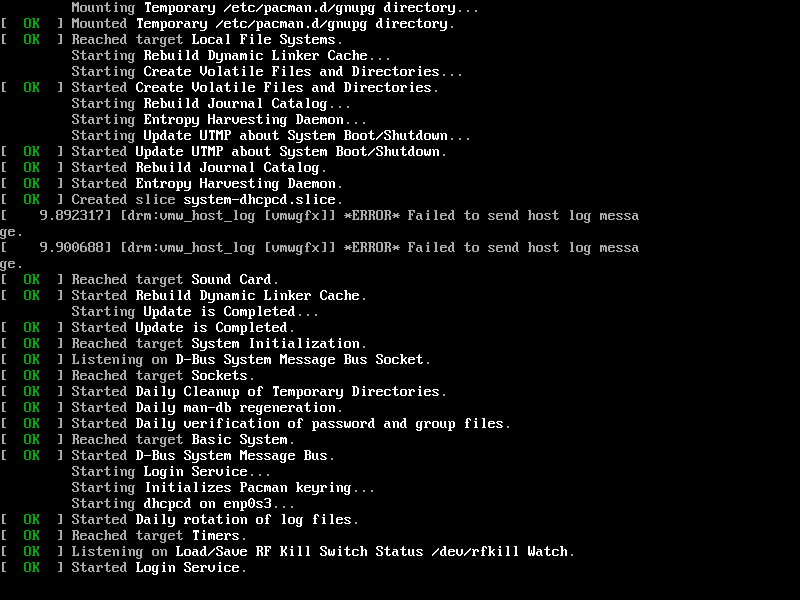 Mounting Temporary /etc/pacman.d/gnupg directory...
[  OK  ] Mounted Temporary /etc/pacman.d/gnupg directory.
[  OK  ] Reached target Local File Systems.
Starting Rebuild Dynamic Linker Cache...
Starting Create Volatile Files and Directories...
[  OK  ] Started Create Volatile Files and Directories.
Starting Rebuild Journal Catalog...
Starting Entropy Harvesting Daemon...
Starting Update UTMP about System Boot/Shutdown...
[  OK  ] Started Update UTMP about System Boot/Shutdown.
[  OK  ] Started Rebuild Journal Catalog.
[  OK  ] Started Entropy Harvesting Daemon.
[  OK  ] Created slice system-dhcpcd.slice.
[    9.892317] [drm:vmw_host_log [vmwgfx]] *ERROR* Failed to send host log messa
ge.
[    9.900688] [drm:vmw_host_log [vmwgfx]] *ERROR* Failed to send host log messa
ge.
[  OK  ] Reached target Sound Card.
[  OK  ] Started Rebuild Dynamic Linker Cache.
Starting Update is Completed...
[  OK  ] Started Update is Completed.
[  OK  ] Reached target System Initialization.
[  OK  ] Listening on D-Bus System Message Bus Socket.
[  OK  ] Reached target Sockets.
[  OK  ] Started Daily Cleanup of Temporary Directories.
[  OK  ] Started Daily man-db regeneration.
[  OK  ] Started Daily verification of password and group files.
[  OK  ] Reached target Basic System.
[  OK  ] Started D-Bus System Message Bus.
Starting Login Service...
Starting Initializes Pacman keyring...
Starting dhcpcd on enp0s3...
[  OK  ] Started Daily rotation of log files.
[  OK  ] Reached target Timers.
[  OK  ] Listening on Load/Save RF Kill Switch Status /dev/rfkill Watch.
[  OK  ] Started Login Service.